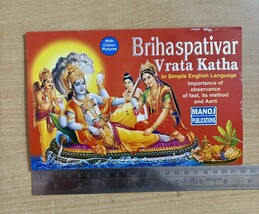 With
Colour
Pictures
Brihaspativar
Vrata Katha
In Simple English Language
Importance of
observance
of fast, its method
and Aarti
MANOJ
PUBLICATIONS